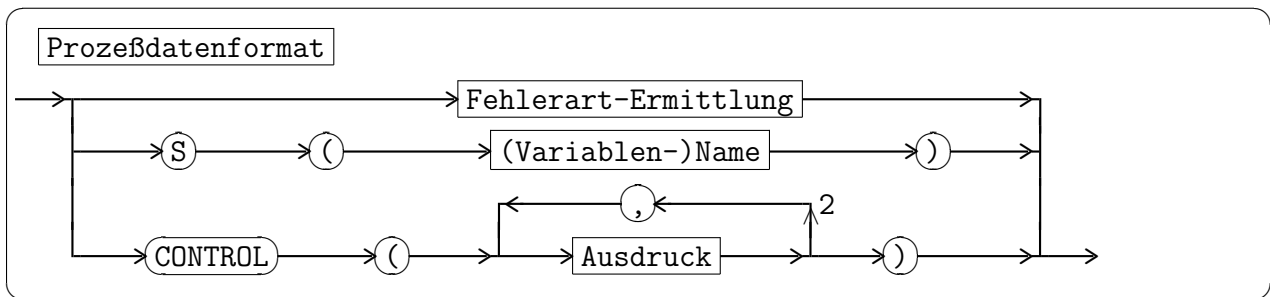 Prozeßdatenformat
Fehlerart-Ermittlung
S ( (Variablen-)Name )
, 2
CONTROL ( Ausdruck )